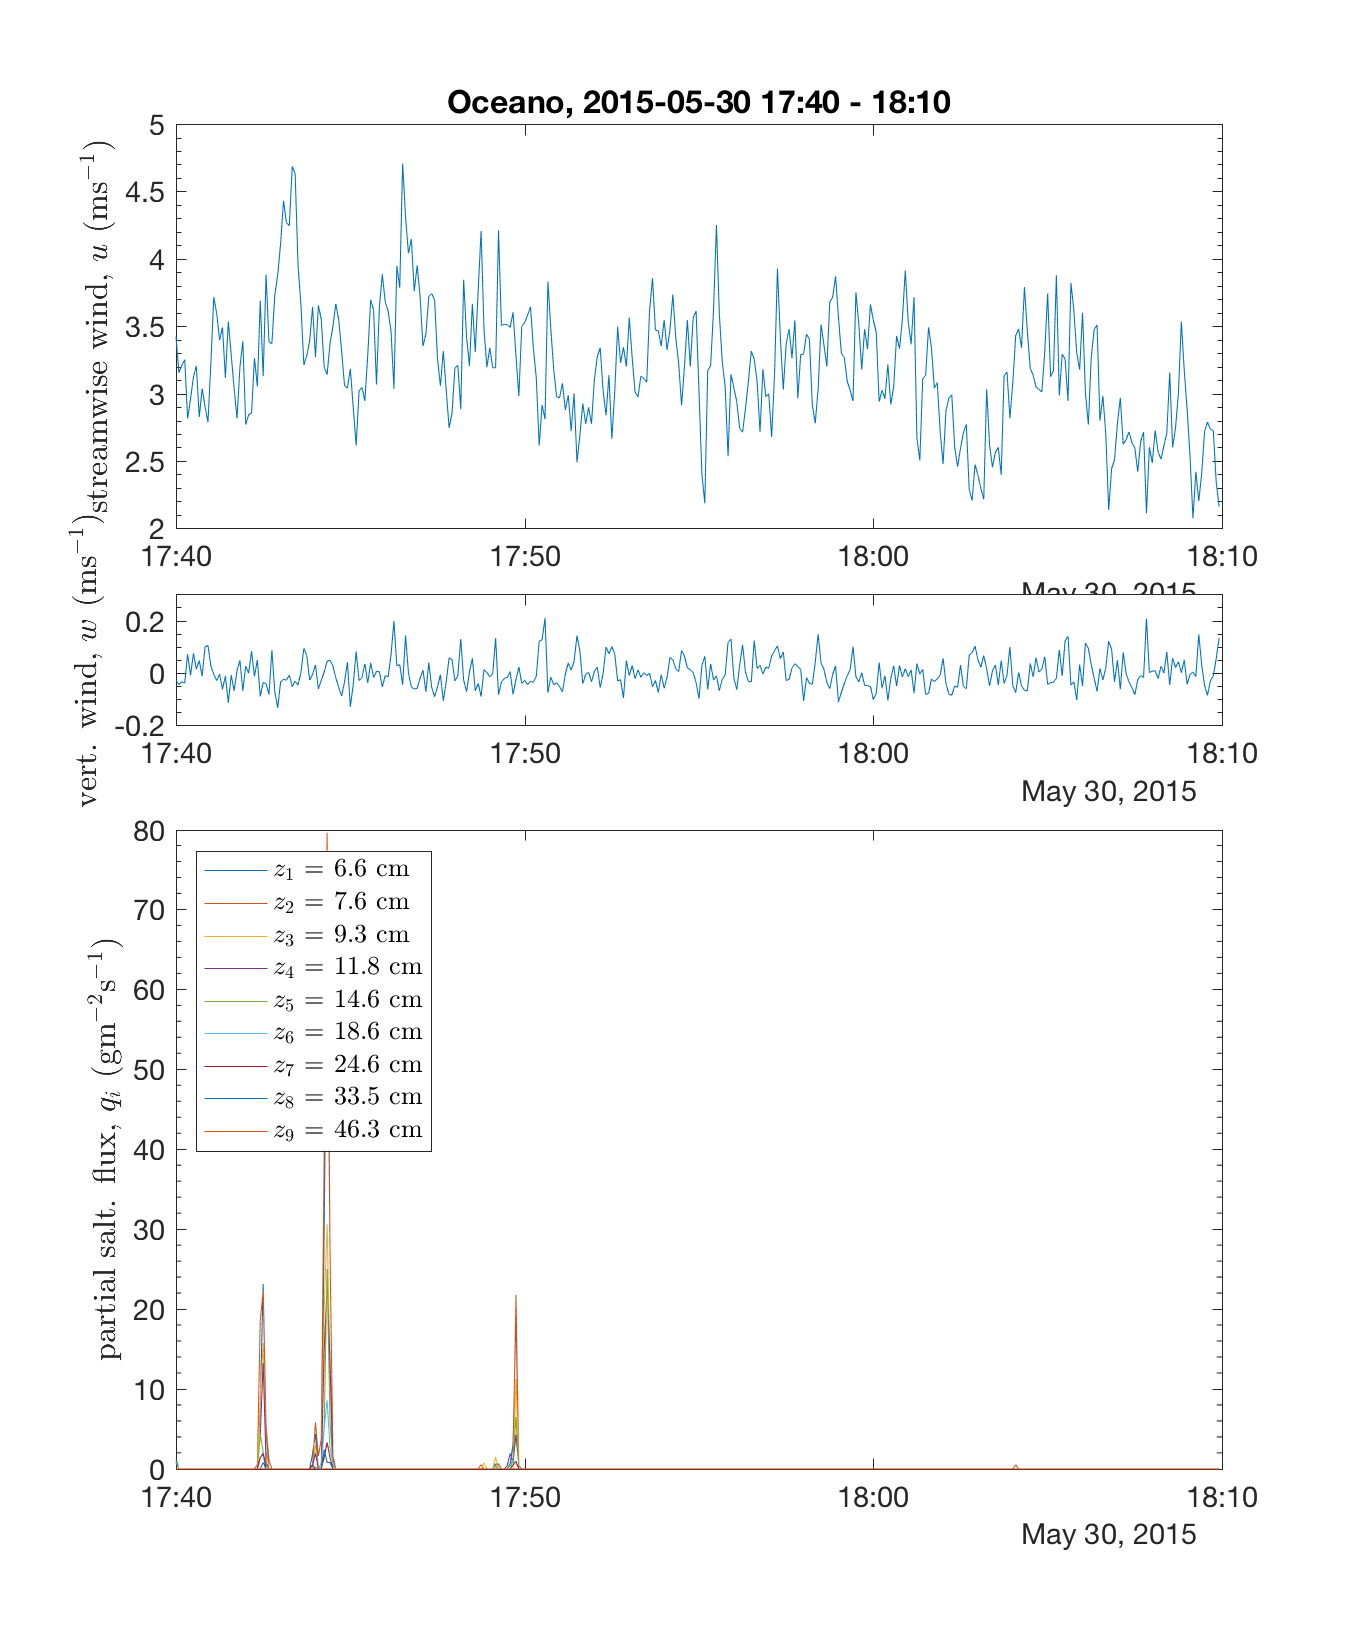 Oceano, 2015-05-30 17:40 - 18:10
streamwise wind, u (ms⁻¹)
5
4.5
4
3.5
3
2.5
2
17:40 17:50 18:00 18:10
May 30, 2015
vert. wind, w (ms⁻¹)
0.2
0
-0.2
17:40 17:50 18:00 18:10
May 30, 2015
partial salt. flux, qᵢ (gm⁻²s⁻¹)
80
70
60
50
40
30
20
10
0
z₁ = 6.6 cm
z₂ = 7.6 cm
z₃ = 9.3 cm
z₄ = 11.8 cm
z₅ = 14.6 cm
z₆ = 18.6 cm
z₇ = 24.6 cm
z₈ = 33.5 cm
z₉ = 46.3 cm
17:40 17:50 18:00 18:10
May 30, 2015